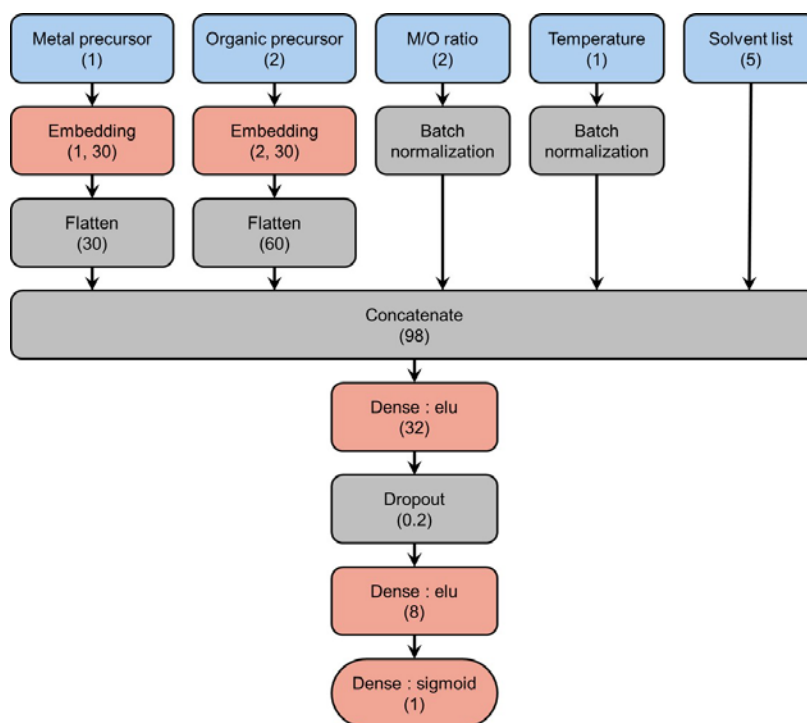 Metal precursor
(1)
Organic precursor
(2)
M/O ratio
(2)
Temperature
(1)
Solvent list
(5)
Embedding
(1, 30)
Embedding
(2, 30)
Batch
normalization
Batch
normalization
Flatten
(30)
Flatten
(60)
Concatenate
(98)
Dense : elu
(32)
Dropout
(0.2)
Dense : elu
(8)
Dense : sigmoid
(1)